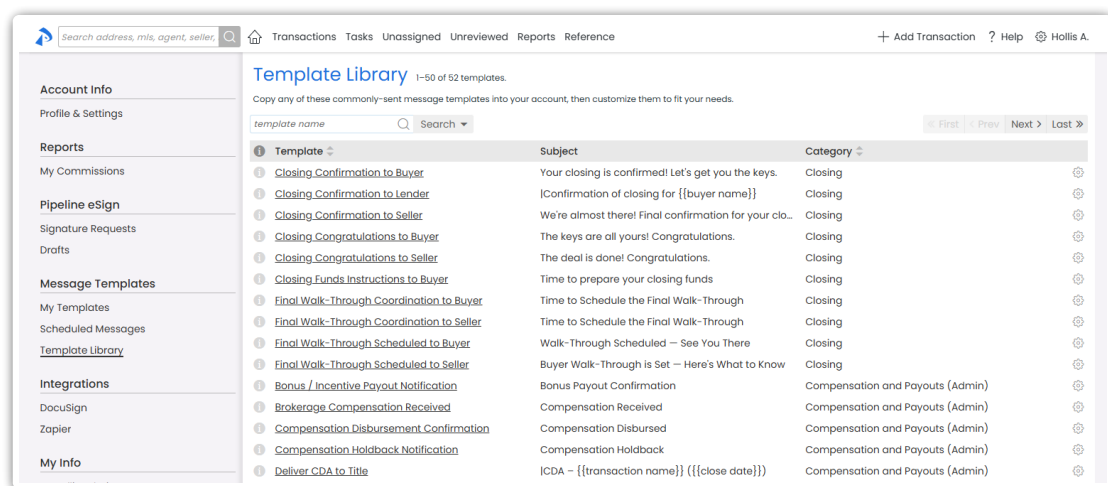 Search address, mls, agent, seller,
Transactions Tasks Unassigned Unreviewed Reports Reference
+ Add Transaction ? Help Hollis A.
Account Info
Profile & Settings
Reports
My Commissions
Pipeline eSign
Signature Requests
Drafts
Message Templates
My Templates
Scheduled Messages
Template Library
Integrations
DocuSign
Zapier
My Info
Template Library 1-50 of 52 templates.
Copy any of these commonly-sent message templates into your account, then customize them to fit your needs.
template name Search
« First < Prev Next > Last »
Template Subject Category
Closing Confirmation to Buyer Your closing is confirmed! Let's get you the keys. Closing
Closing Confirmation to Lender |Confirmation of closing for {{buyer name}} Closing
Closing Confirmation to Seller We're almost there! Final confirmation for your clo... Closing
Closing Congratulations to Buyer The keys are all yours! Congratulations. Closing
Closing Congratulations to Seller The deal is done! Congratulations. Closing
Closing Funds Instructions to Buyer Time to prepare your closing funds Closing
Final Walk-Through Coordination to Buyer Time to Schedule the Final Walk-Through Closing
Final Walk-Through Coordination to Seller Time to Schedule the Final Walk-Through Closing
Final Walk-Through Scheduled to Buyer Walk-Through Scheduled — See You There Closing
Final Walk-Through Scheduled to Seller Buyer Walk-Through is Set — Here's What to Know Closing
Bonus / Incentive Payout Notification Bonus Payout Confirmation Compensation and Payouts (Admin)
Brokerage Compensation Received Compensation Received Compensation and Payouts (Admin)
Compensation Disbursement Confirmation Compensation Disbursed Compensation and Payouts (Admin)
Compensation Holdback Notification Compensation Holdback Compensation and Payouts (Admin)
Deliver CDA to Title |CDA – {{transaction name}} ({{close date}}) Compensation and Payouts (Admin)